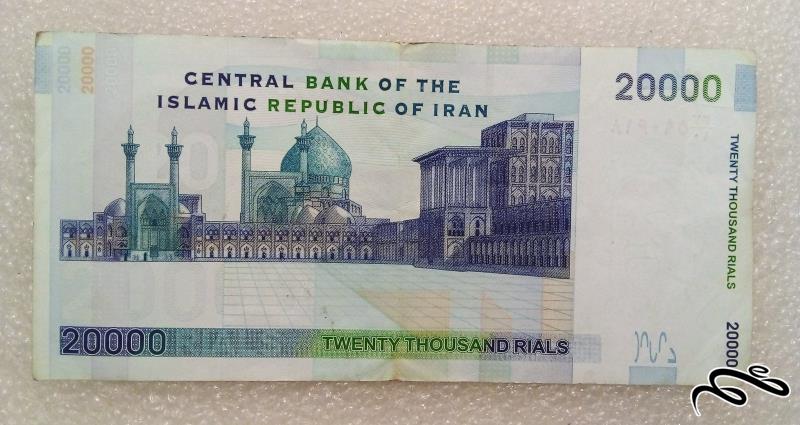 20000
20000
CENTRAL BANK OF THE
ISLAMIC REPUBLIC OF IRAN
20000
TWENTY THOUSAND RIALS
20000
20000
TWENTY THOUSAND RIALS